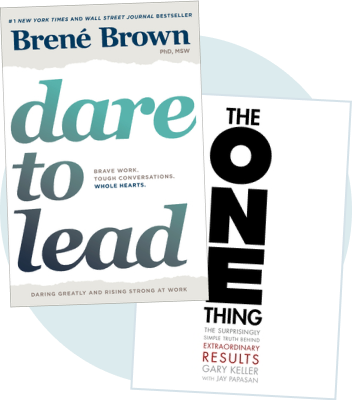 #1 NEW YORK TIMES AND WALL STREET JOURNAL BESTSELLER
Brené Brown
PhD, MSW
dare
to
lead
BRAVE WORK.
TOUGH CONVERSATIONS.
WHOLE HEARTS.
DARING GREATLY AND RISING STRONG AT WORK
THE
ONE
THING
THE SURPRISINGLY
SIMPLE TRUTH BEHIND
EXTRAORDINARY
RESULTS
GARY KELLER
WITH JAY PAPASAN